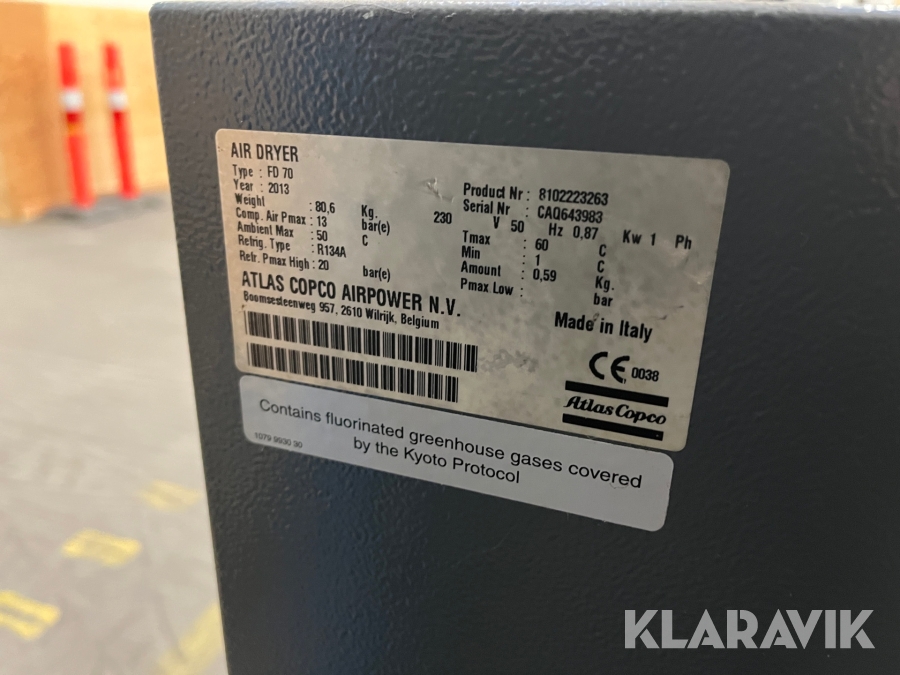 AIR DRYER
Type : FD 70
Year : 2013
Weight : 80,6 Kg.
Comp. Air Pmax : 13 bar(e)
Ambient Max : 50 C
Refrig. Type : R134A
Refr. Pmax High : 20 bar(e)
Product Nr : 8102223263
Serial Nr : CAQ643983
230 V 50 Hz 0,87 Kw 1 Ph
Tmax : 60 C
Min : 1 C
Amount : 0,59 Kg.
Pmax Low : bar
ATLAS COPCO AIRPOWER N.V.
Boomsesteenweg 957, 2610 Wilrijk, Belgium
Made in Italy
CE 0038
Atlas Copco
Contains fluorinated greenhouse gases covered
by the Kyoto Protocol
1079 9930 30
KLARAVIK